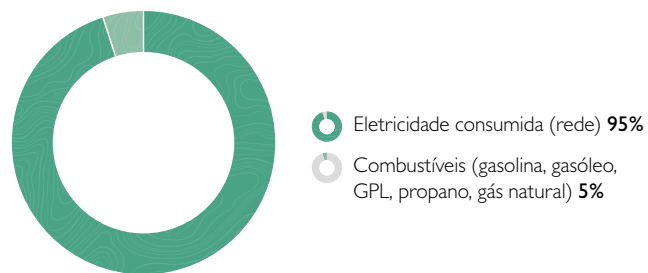 Eletricidade consumida (rede) 95%
Combustíveis (gasolina, gasóleo,
GPL, propano, gás natural) 5%